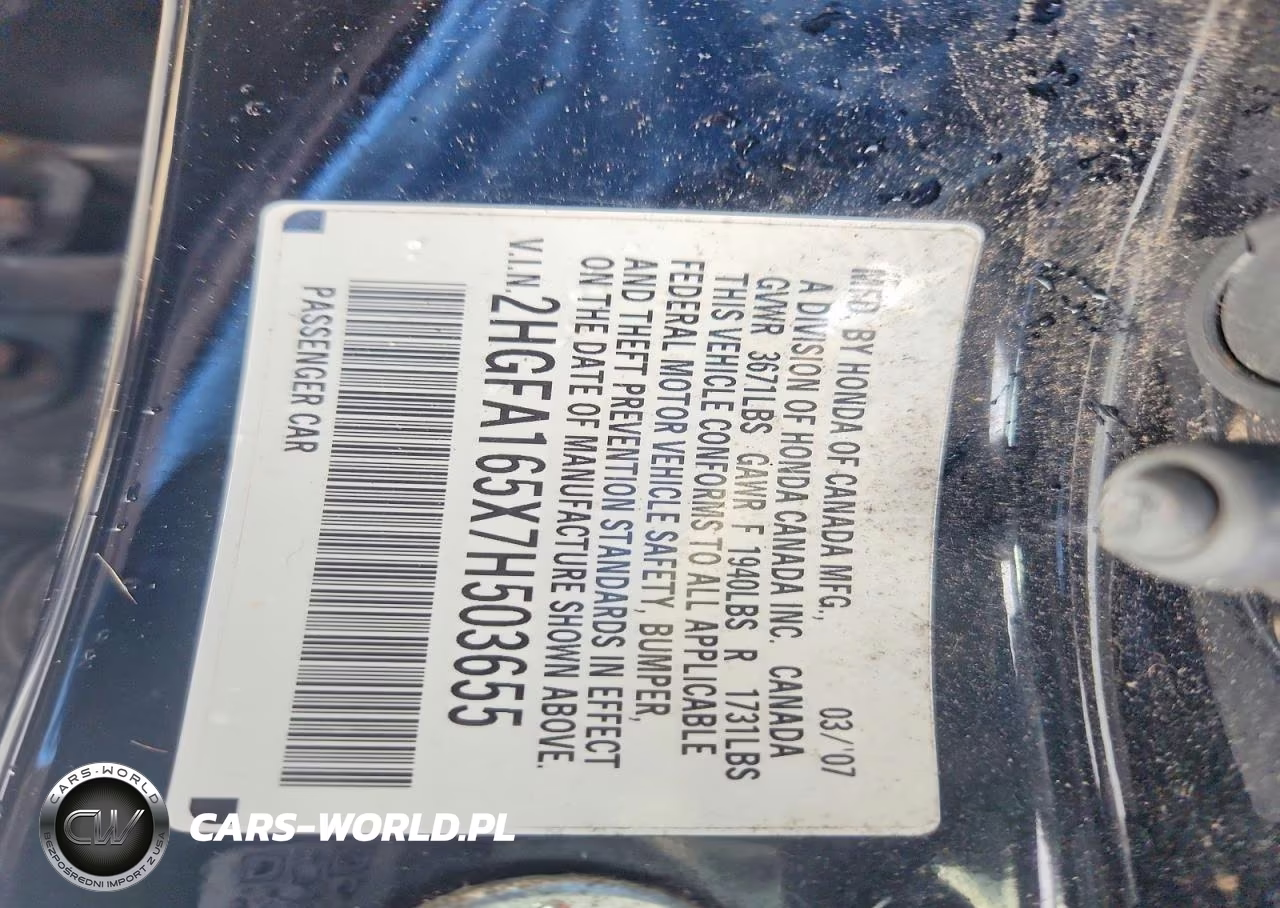 MFD. BY HONDA OF CANADA MFG., 03/'07
A DIVISION OF HONDA CANADA INC. CANADA
GVWR 3671LBS GAWR F 1940LBS R 1731LBS
THIS VEHICLE CONFORMS TO ALL APPLICABLE
FEDERAL MOTOR VEHICLE SAFETY, BUMPER,
AND THEFT PREVENTION STANDARDS IN EFFECT
ON THE DATE OF MANUFACTURE SHOWN ABOVE.
V.I.N. 2HGFA165X7H503655
PASSENGER CAR
CARS-WORLD
CW
BEZPOŚREDNI IMPORT Z USA
CARS-WORLD.PL